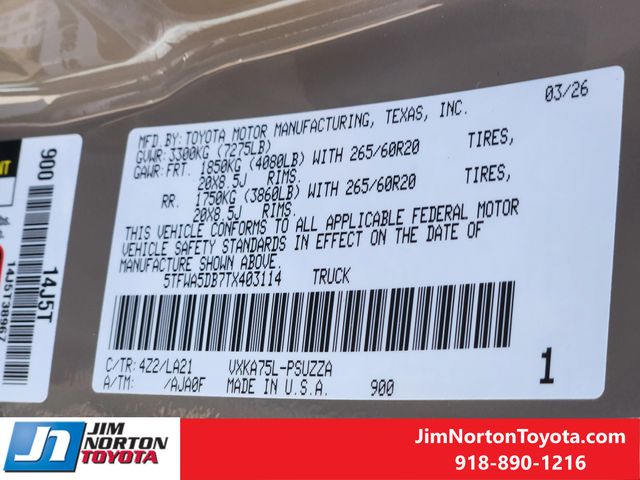 03/26
MFD.BY: TOYOTA MOTOR MANUFACTURING, TEXAS, INC.
GVWR: 3300KG (7275LB)
GAWR: FRT. 1850KG (4080LB) WITH 265/60R20 TIRES,
20X8.5J RIMS.
RR. 1750KG (3860LB) WITH 265/60R20 TIRES,
20X8.5J RIMS.
THIS VEHICLE CONFORMS TO ALL APPLICABLE FEDERAL MOTOR
VEHICLE SAFETY STANDARDS IN EFFECT ON THE DATE OF
MANUFACTURE SHOWN ABOVE.
5TFWA5DB7TX403114 TRUCK
C/TR: 4Z2/LA21 VXKA75L-PSUZZA
A/TM: /AJA0F MADE IN U.S.A. 900
1
900
14J5T
14J5T38967
JN
JIM
NORTON
TOYOTA
JimNortonToyota.com
918-890-1216